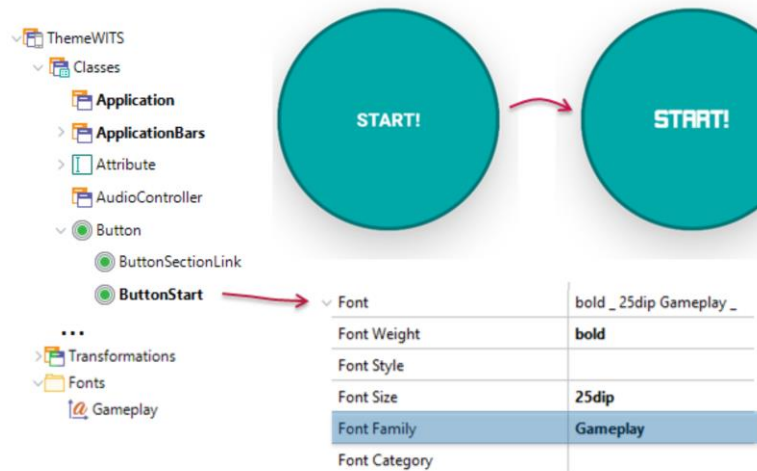 ThemeWITS
Classes
Application
ApplicationBars
Attribute
AudioController
Button
ButtonSectionLink
ButtonStart
...
Transformations
Fonts
Gameplay
START!
START!
Font bold _ 25dip Gameplay _
Font Weight bold
Font Style
Font Size 25dip
Font Family Gameplay
Font Category